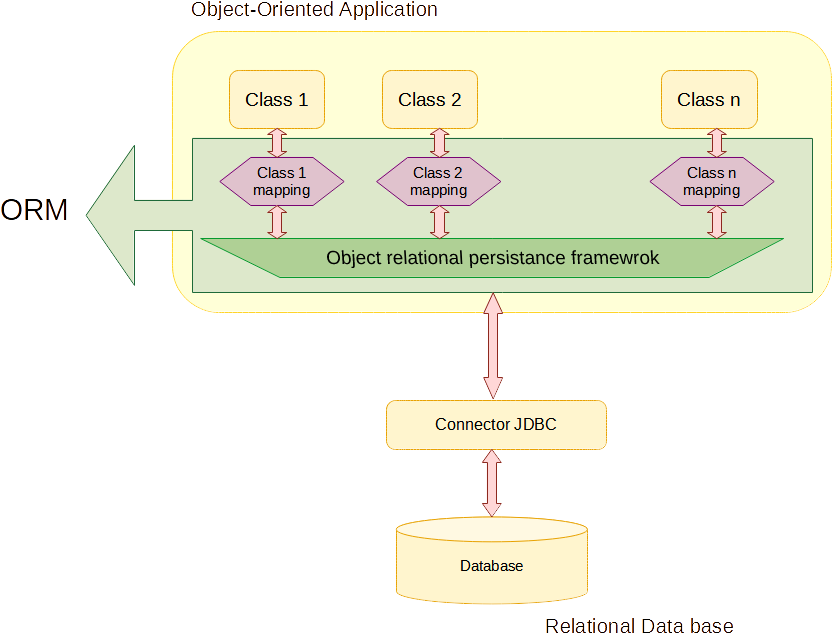 Object-Oriented Application
Class 1
Class 2
Class n
Class 1
mapping
Class 2
mapping
Class n
mapping
ORM
Object relational persistance framewrok
Connector JDBC
Database
Relational Data base